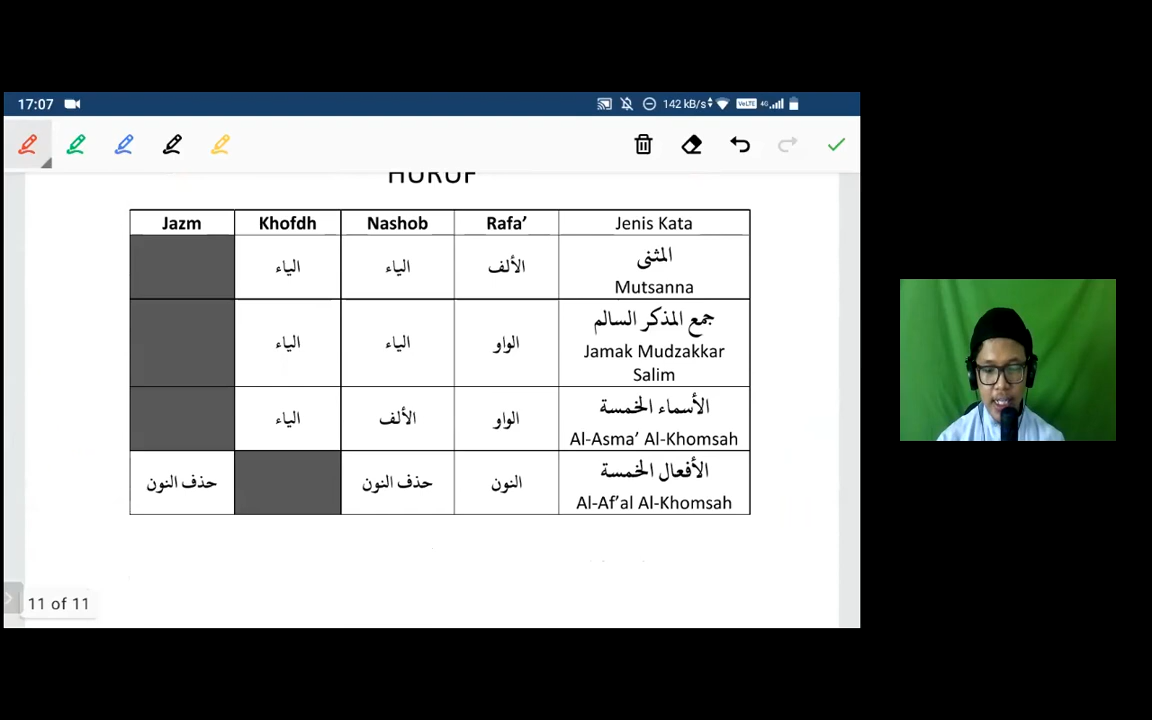 17:07 142 kB/s VoLTE 4G
HURUF
Jazm Khofdh Nashob Rafa’ Jenis Kata
الياء الياء الألف المثنى
Mutsanna
الياء الياء الواو جمع المذكر السالم
Jamak Mudzakkar
Salim
الياء الألف الواو الأسماء الخمسة
Al-Asma’ Al-Khomsah
حذف النون حذف النون النون الأفعال الخمسة
Al-Af’al Al-Khomsah
11 of 11